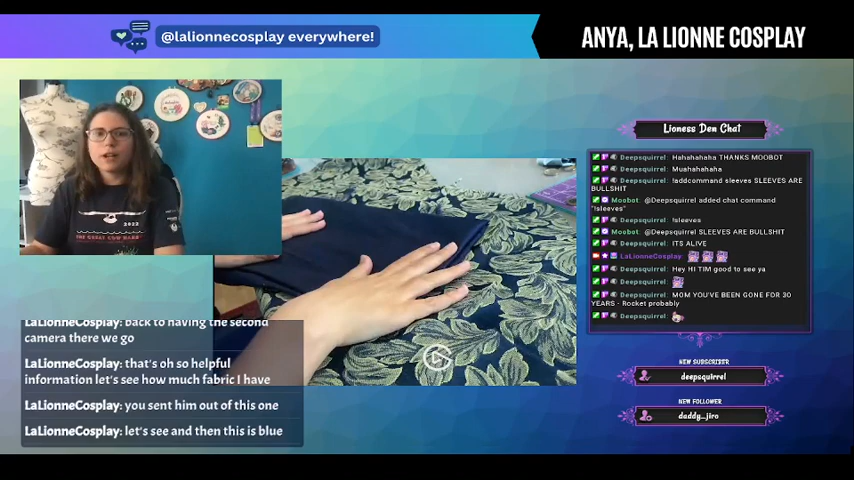 @lalionnecosplay everywhere!
ANYA, LA LIONNE COSPLAY
2022
LaLionneCosplay: back to having the second
camera there we go
LaLionneCosplay: that's oh so helpful
information let's see how much fabric I have
LaLionneCosplay: you sent him out of this one
LaLionneCosplay: let's see and then this is blue
Lioness Den Chat
Deepsquirrel: Hahahahaha THANKS MOOBOT
Deepsquirrel: Muahahahaha
Deepsquirrel: !addcommand sleeves SLEEVES ARE
BULLSHIT
Moobot: @Deepsquirrel added chat command
"!sleeves"
Deepsquirrel: !sleeves
Moobot: @Deepsquirrel SLEEVES ARE BULLSHIT
Deepsquirrel: ITS ALIVE
LaLionneCosplay:
Deepsquirrel: Hey HI TIM good to see ya
Deepsquirrel:
Deepsquirrel: MOM YOU'VE BEEN GONE FOR 30
YEARS - Rocket probably
Deepsquirrel:
NEW SUBSCRIBER
deepsquirrel
NEW FOLLOWER
daddy_jiro